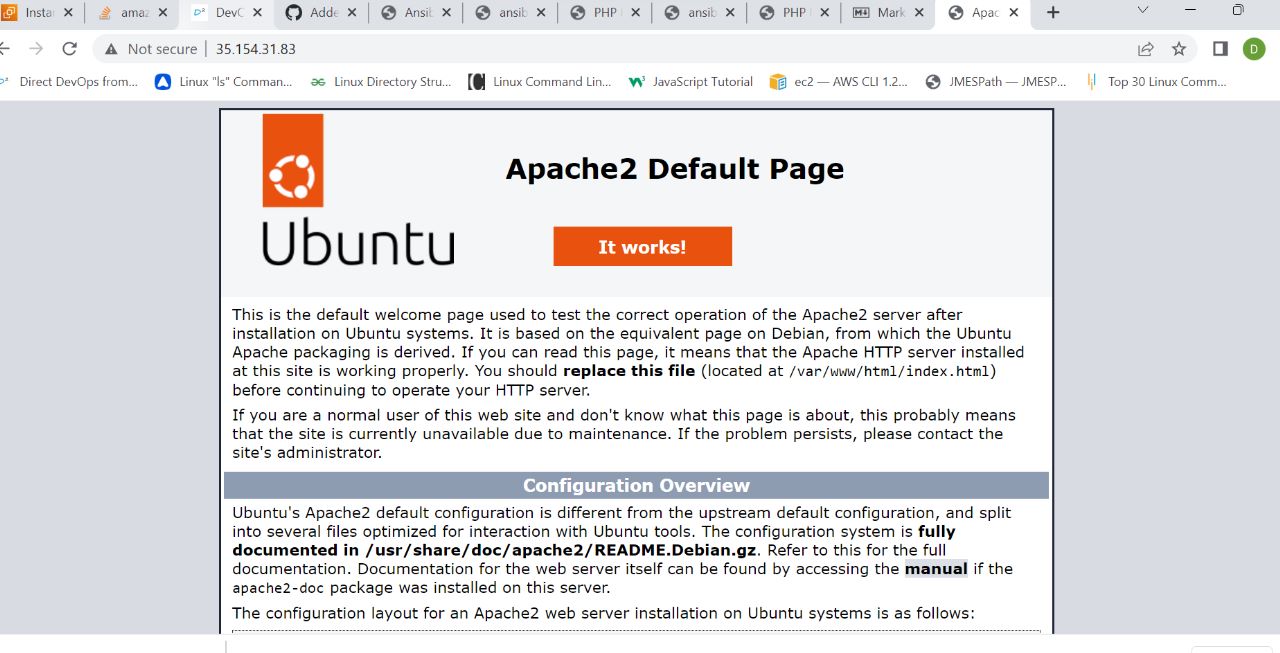 Instan
amaz
DevC
Adde
Ansib
ansib
PHP
ansib
PHP
Mark
Apac
Not secure
35.154.31.83
D
Direct DevOps from...
Linux "ls" Comman...
Linux Directory Stru...
Linux Command Lin...
JavaScript Tutorial
ec2 — AWS CLI 1.2...
JMESPath — JMESP...
Top 30 Linux Comm...
Ubuntu
Apache2 Default Page
It works!
This is the default welcome page used to test the correct operation of the Apache2 server after
installation on Ubuntu systems. It is based on the equivalent page on Debian, from which the Ubuntu
Apache packaging is derived. If you can read this page, it means that the Apache HTTP server installed
at this site is working properly. You should replace this file (located at /var/www/html/index.html)
before continuing to operate your HTTP server.
If you are a normal user of this web site and don't know what this page is about, this probably means
that the site is currently unavailable due to maintenance. If the problem persists, please contact the
site's administrator.
Configuration Overview
Ubuntu's Apache2 default configuration is different from the upstream default configuration, and split
into several files optimized for interaction with Ubuntu tools. The configuration system is fully
documented in /usr/share/doc/apache2/README.Debian.gz. Refer to this for the full
documentation. Documentation for the web server itself can be found by accessing the manual if the
apache2-doc package was installed on this server.
The configuration layout for an Apache2 web server installation on Ubuntu systems is as follows: